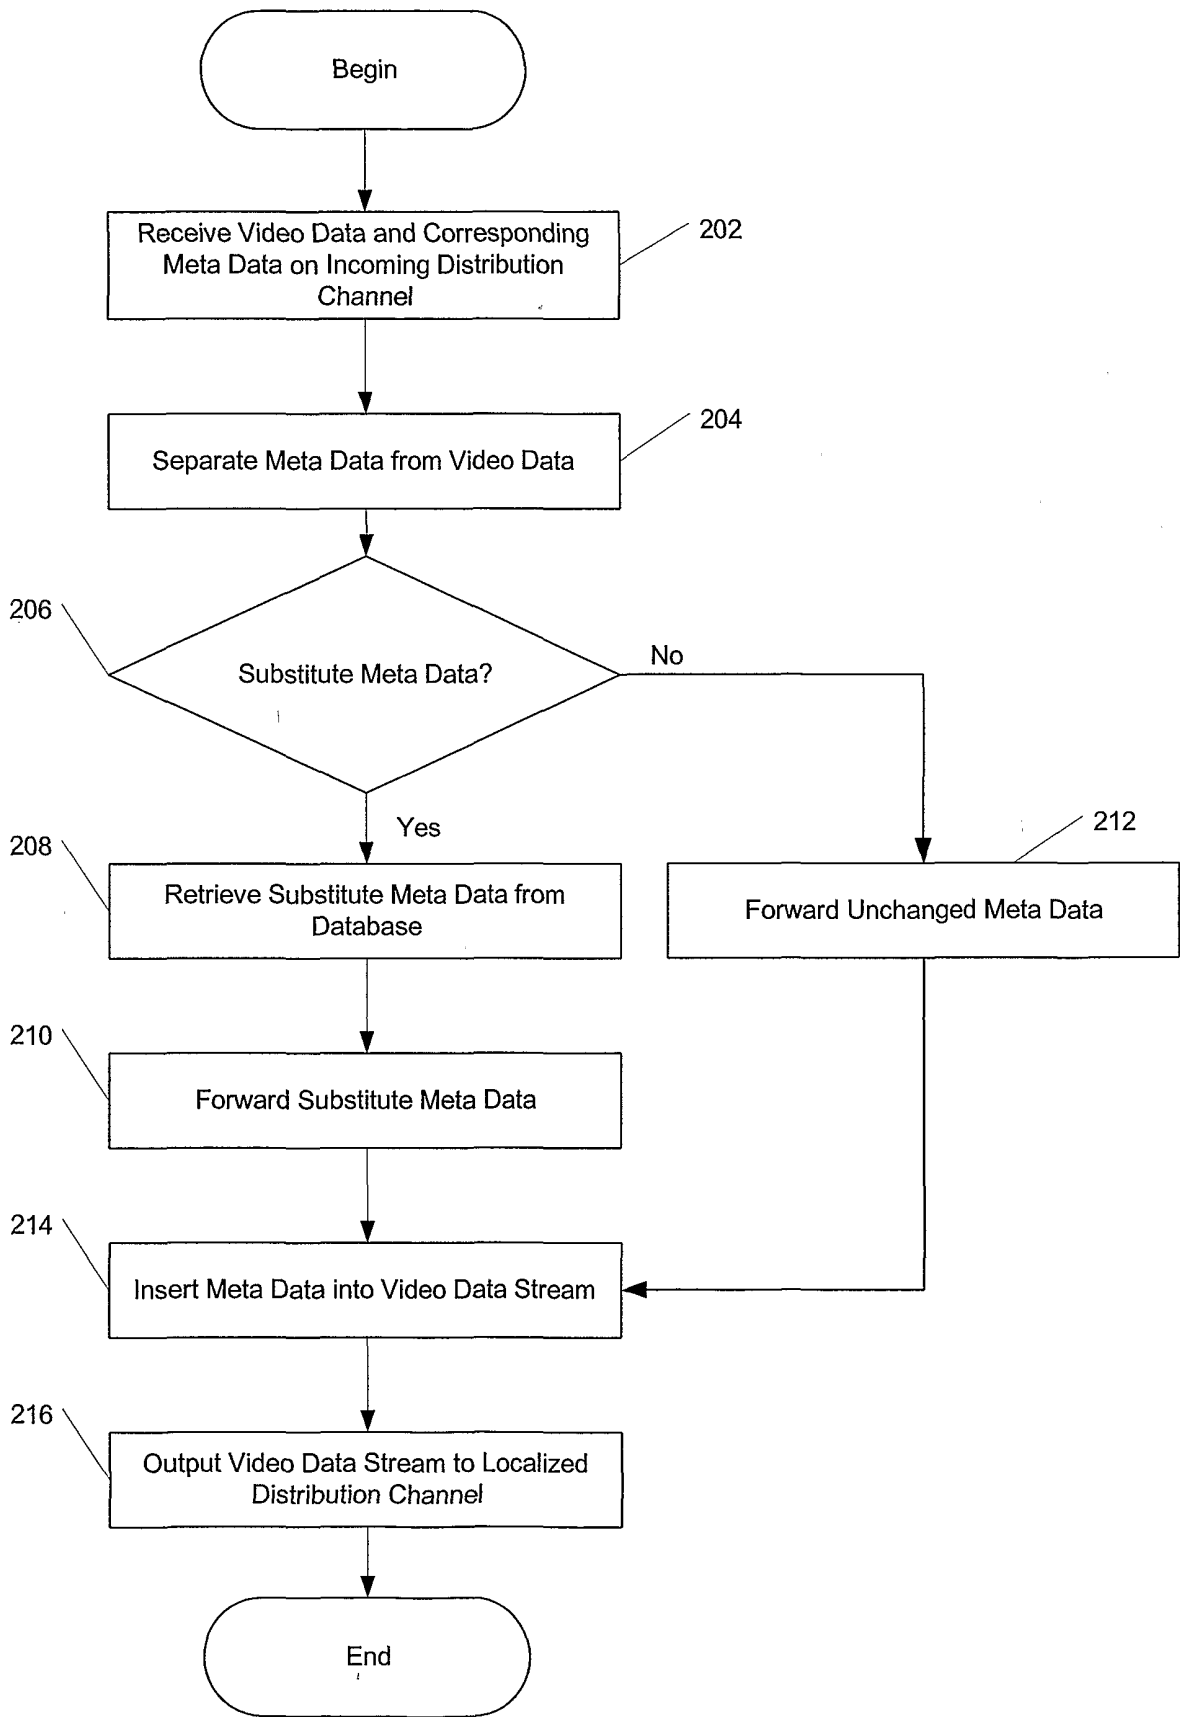 Begin
Receive Video Data and Corresponding
Meta Data on Incoming Distribution
Channel
202
Separate Meta Data from Video Data
204
206
Substitute Meta Data?
No
Yes
208
Retrieve Substitute Meta Data from
Database
212
Forward Unchanged Meta Data
210
Forward Substitute Meta Data
214
Insert Meta Data into Video Data Stream
216
Output Video Data Stream to Localized
Distribution Channel
End